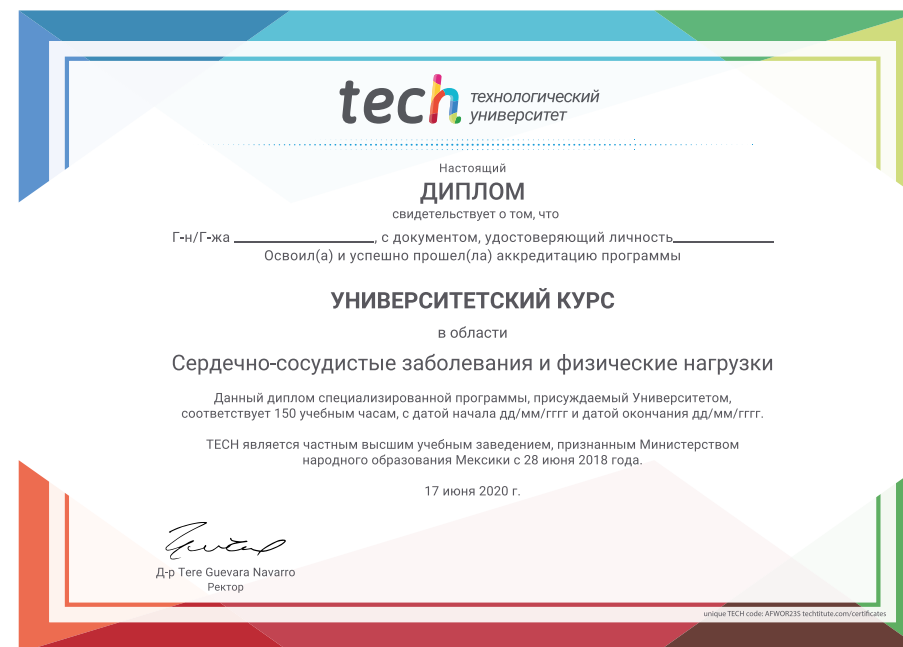 tech технологический
университет
Настоящий
ДИПЛОМ
свидетельствует о том, что
Г-н/Г-жа ____________________, с документом, удостоверяющий личность______________
Освоил(а) и успешно прошел(ла) аккредитацию программы
УНИВЕРСИТЕТСКИЙ КУРС
в области
Сердечно-сосудистые заболевания и физические нагрузки
Данный диплом специализированной программы, присуждаемый Университетом,
соответствует 150 учебным часам, с датой начала дд/мм/гггг и датой окончания дд/мм/гггг.
TECH является частным высшим учебным заведением, признанным Министерством
народного образования Мексики с 28 июня 2018 года.
17 июня 2020 г.
Д-р Tere Guevara Navarro
Ректор
unique TECH code: AFWOR23S techtitute.com/certificates